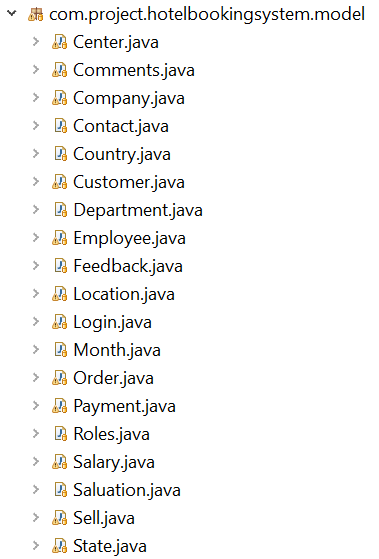 com.project.hotelbookingsystem.model
Center.java
Comments.java
Company.java
Contact.java
Country.java
Customer.java
Department.java
Employee.java
Feedback.java
Location.java
Login.java
Month.java
Order.java
Payment.java
Roles.java
Salary.java
Saluation.java
Sell.java
State.java